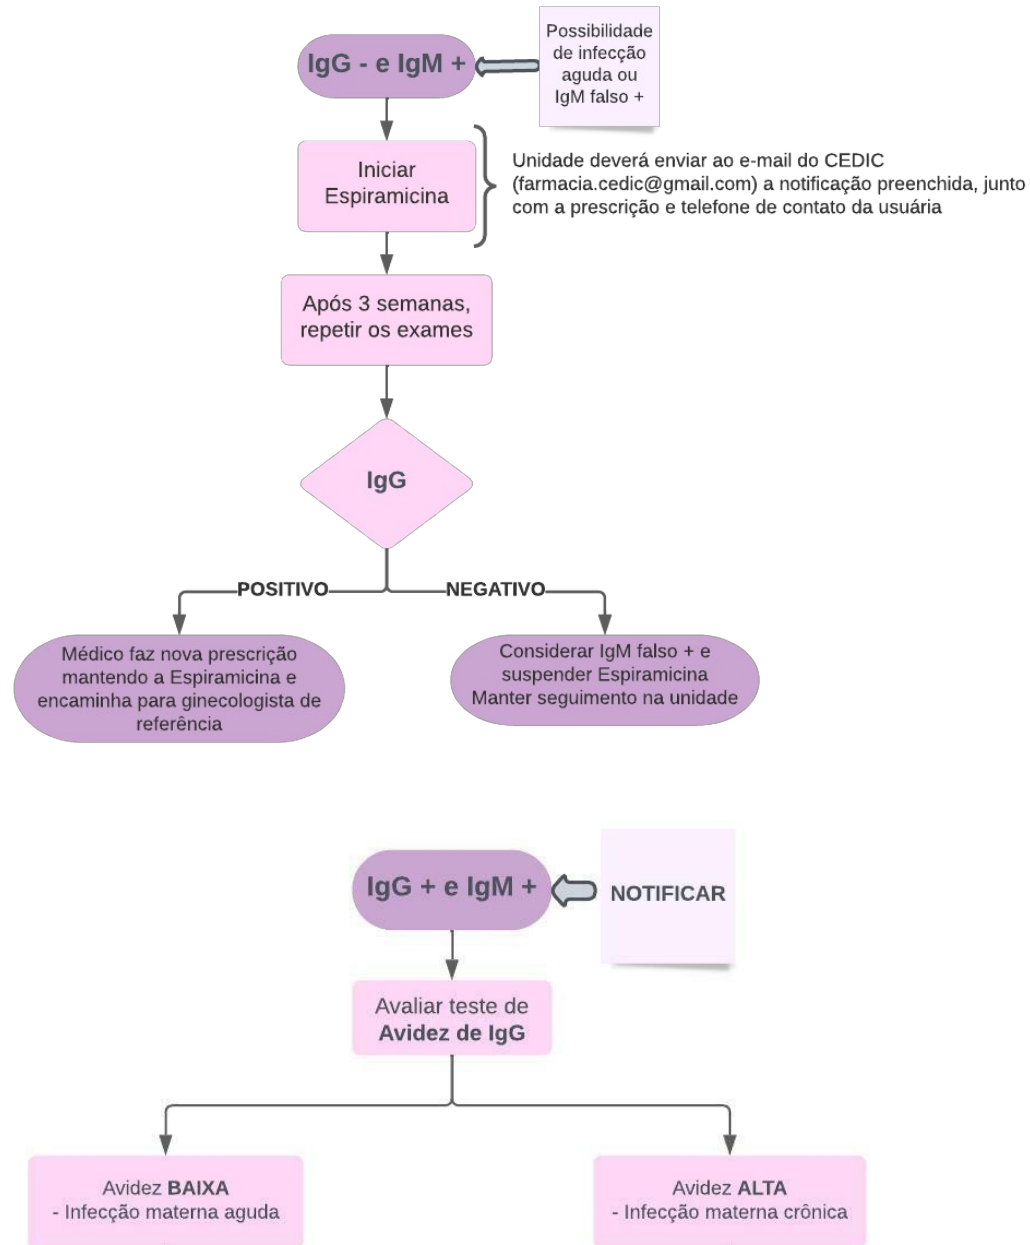 IgG - e IgM +
Possibilidade
de infecção
aguda ou
IgM falso +
Iniciar
Espiramicina
Unidade deverá enviar ao e-mail do CEDIC
(farmacia.cedic@gmail.com) a notificação preenchida, junto
com a prescrição e telefone de contato da usuária
Após 3 semanas,
repetir os exames
IgG
POSITIVO
NEGATIVO
Médico faz nova prescrição
mantendo a Espiramicina e
encaminha para ginecologista de
referência
Considerar IgM falso + e
suspender Espiramicina
Manter seguimento na unidade
IgG + e IgM +
NOTIFICAR
Avaliar teste de
Avidez de IgG
Avidez BAIXA
- Infecção materna aguda
Avidez ALTA
- Infecção materna crônica